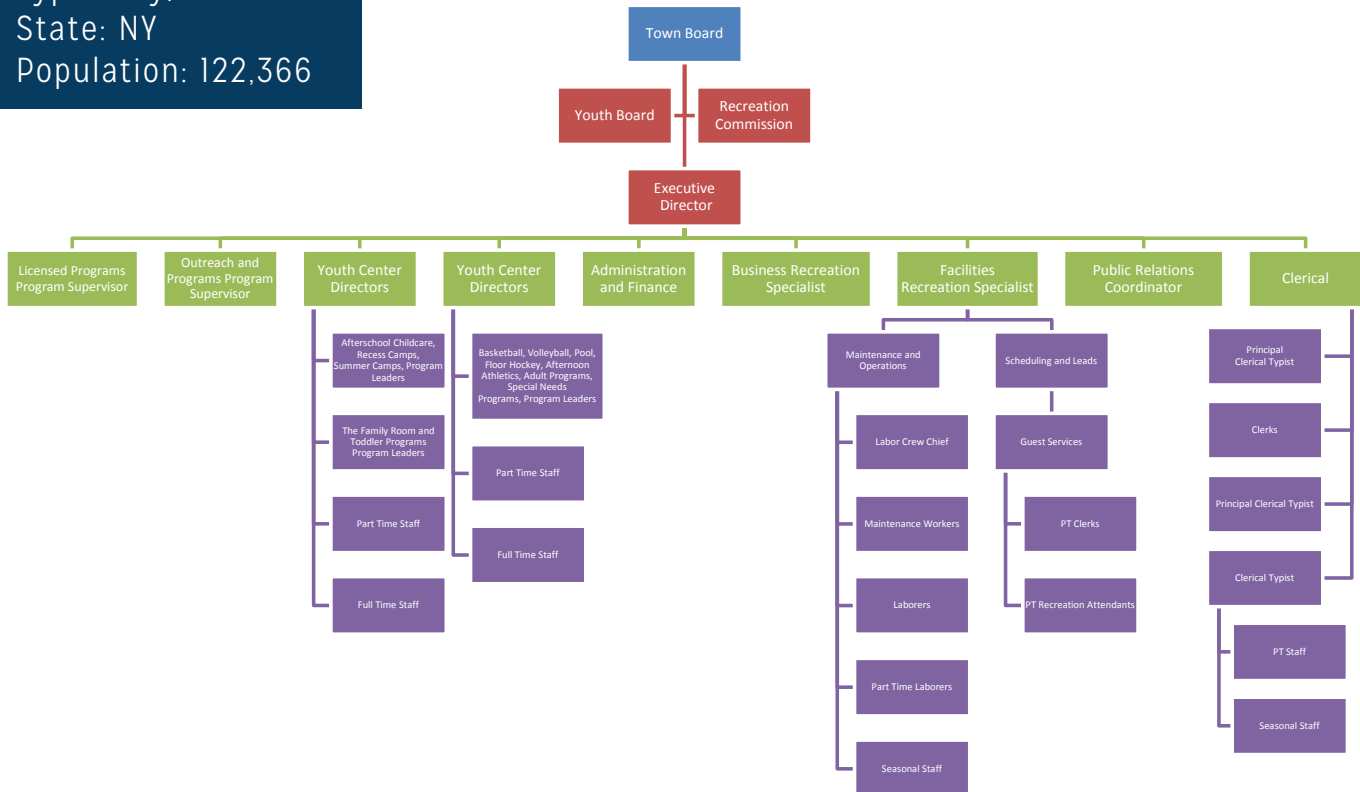 State: NY
Population: 122,366
Town Board
Youth Board
Recreation
Commission
Executive
Director
Licensed Programs
Program Supervisor
Outreach and
Programs Program
Supervisor
Youth Center
Directors
Youth Center
Directors
Administration
and Finance
Business Recreation
Specialist
Facilities
Recreation Specialist
Public Relations
Coordinator
Clerical
Afterschool Childcare,
Recess Camps,
Summer Camps, Program
Leaders
The Family Room and
Toddler Programs
Program Leaders
Part Time Staff
Full Time Staff
Basketball, Volleyball, Pool,
Floor Hockey, Afternoon
Athletics, Adult Programs,
Special Needs
Programs, Program Leaders
Part Time Staff
Full Time Staff
Maintenance and
Operations
Labor Crew Chief
Maintenance Workers
Laborers
Part Time Laborers
Seasonal Staff
Scheduling and Leads
Guest Services
PT Clerks
PT Recreation Attendants
Principal
Clerical Typist
Clerks
Principal Clerical Typist
Clerical Typist
PT Staff
Seasonal Staff